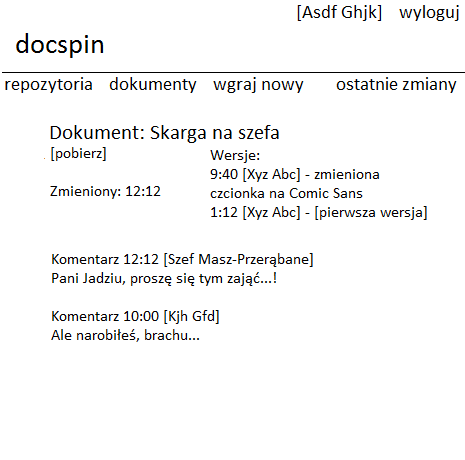 [Asdf Ghjk] wyloguj
docspin
repozytoria dokumenty wgraj nowy ostatnie zmiany
Dokument: Skarga na szefa
[pobierz]
Zmieniony: 12:12
Wersje:
9:40 [Xyz Abc] - zmieniona
czcionka na Comic Sans
1:12 [Xyz Abc] - [pierwsza wersja]
Komentarz 12:12 [Szef Masz-Przerąbane]
Pani Jadziu, proszę się tym zająć...!
Komentarz 10:00 [Kjh Gfd]
Ale narobiłeś, brachu...